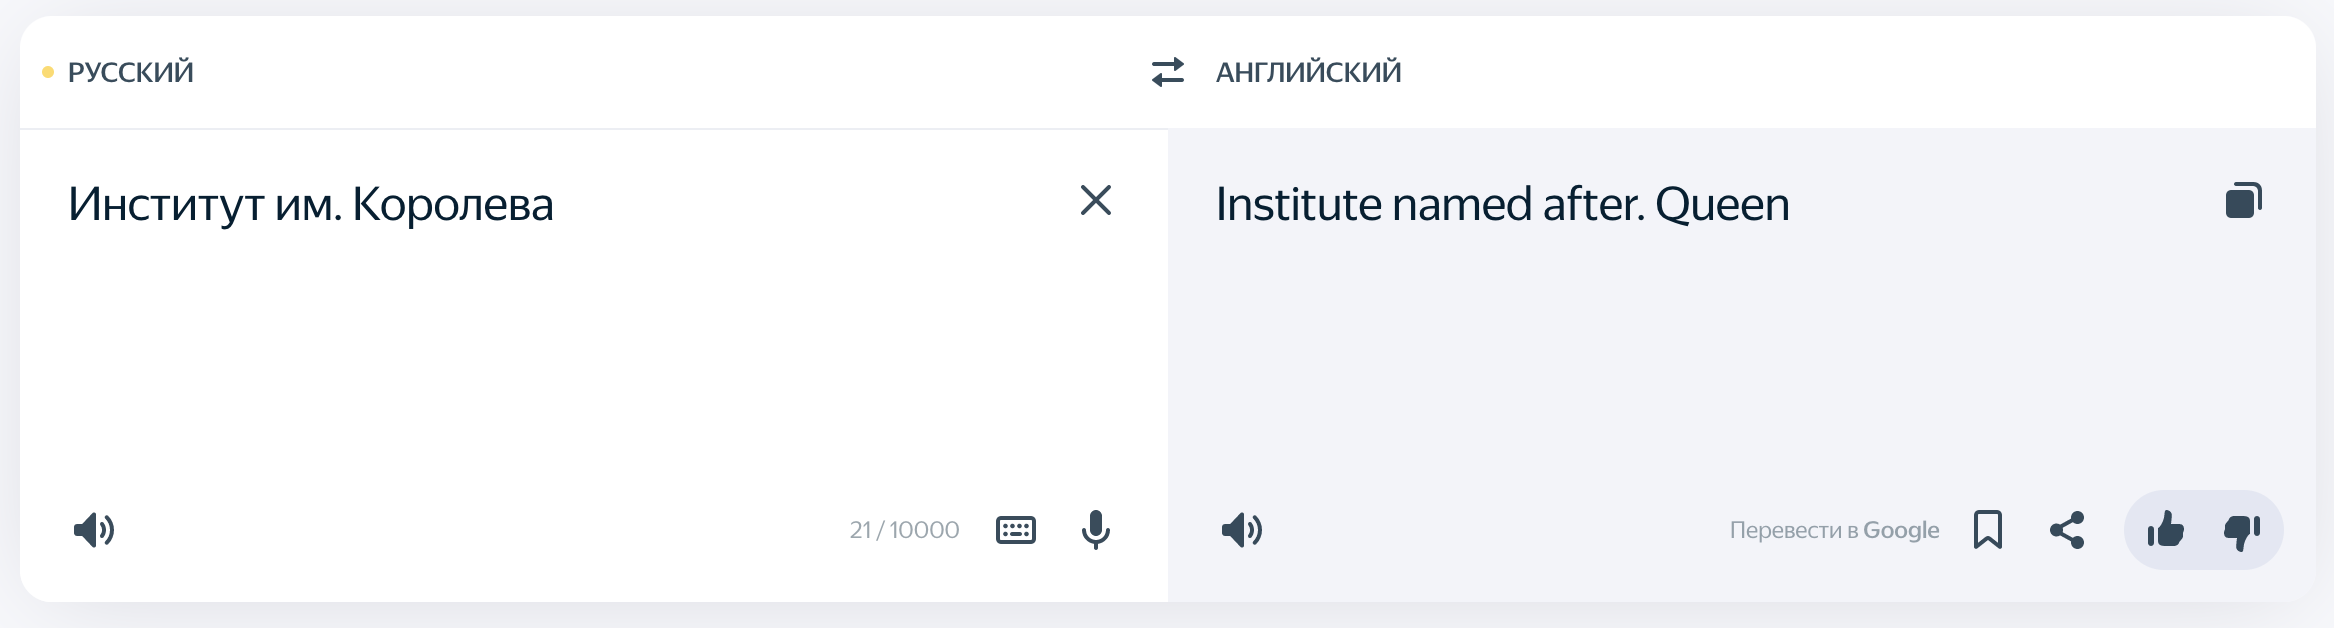 РУССКИЙ
АНГЛИЙСКИЙ
Институт им. Королева
Institute named after. Queen
21 / 10000
Перевести в Google